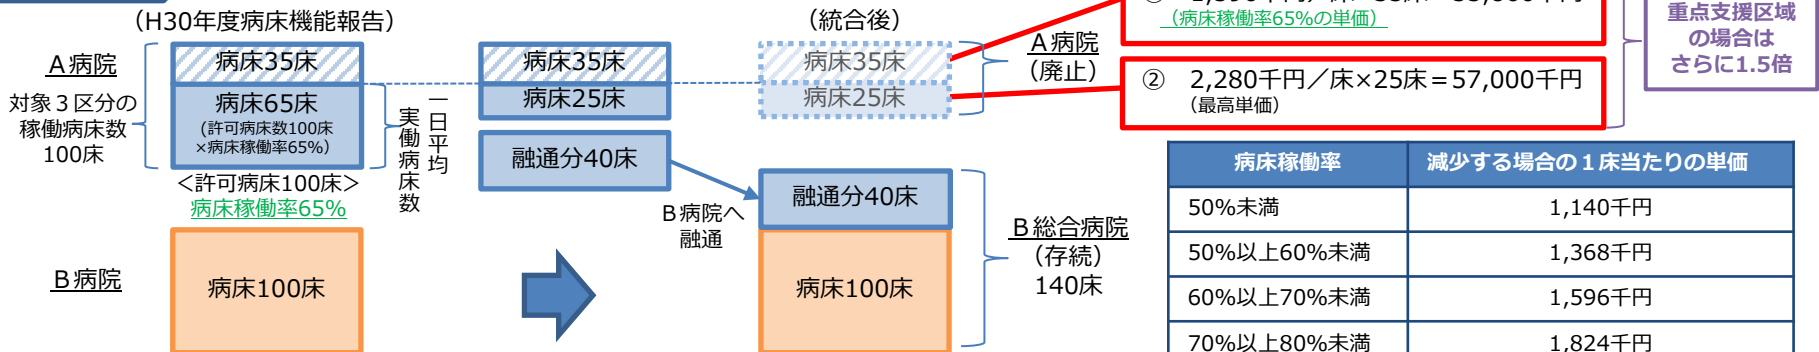 （H30年度病床機能報告）
Ａ病院
対象３区分の
稼働病床数
100床
病床35床
病床65床
（許可病床数100床
×病床稼働率65%）
一日平均
実働病床数
＜許可病床100床＞
病床稼働率65%
Ｂ病院
病床100床
病床35床
病床25床
融通分40床
Ｂ病院へ
融通
（統合後）
病床35床
病床25床
Ａ病院
（廃止）
融通分40床
病床100床
Ｂ総合病院
（存続）
140床
（病床稼働率65%の単価）
②　2,280千円／床×25床＝57,000千円
（最高単価）
重点支援区域
の場合は
さらに1.5倍
病床稼働率　減少する場合の１床当たりの単価
50%未満　1,140千円
50%以上60%未満　1,368千円
60%以上70%未満　1,596千円
70%以上80%未満　1,824千円